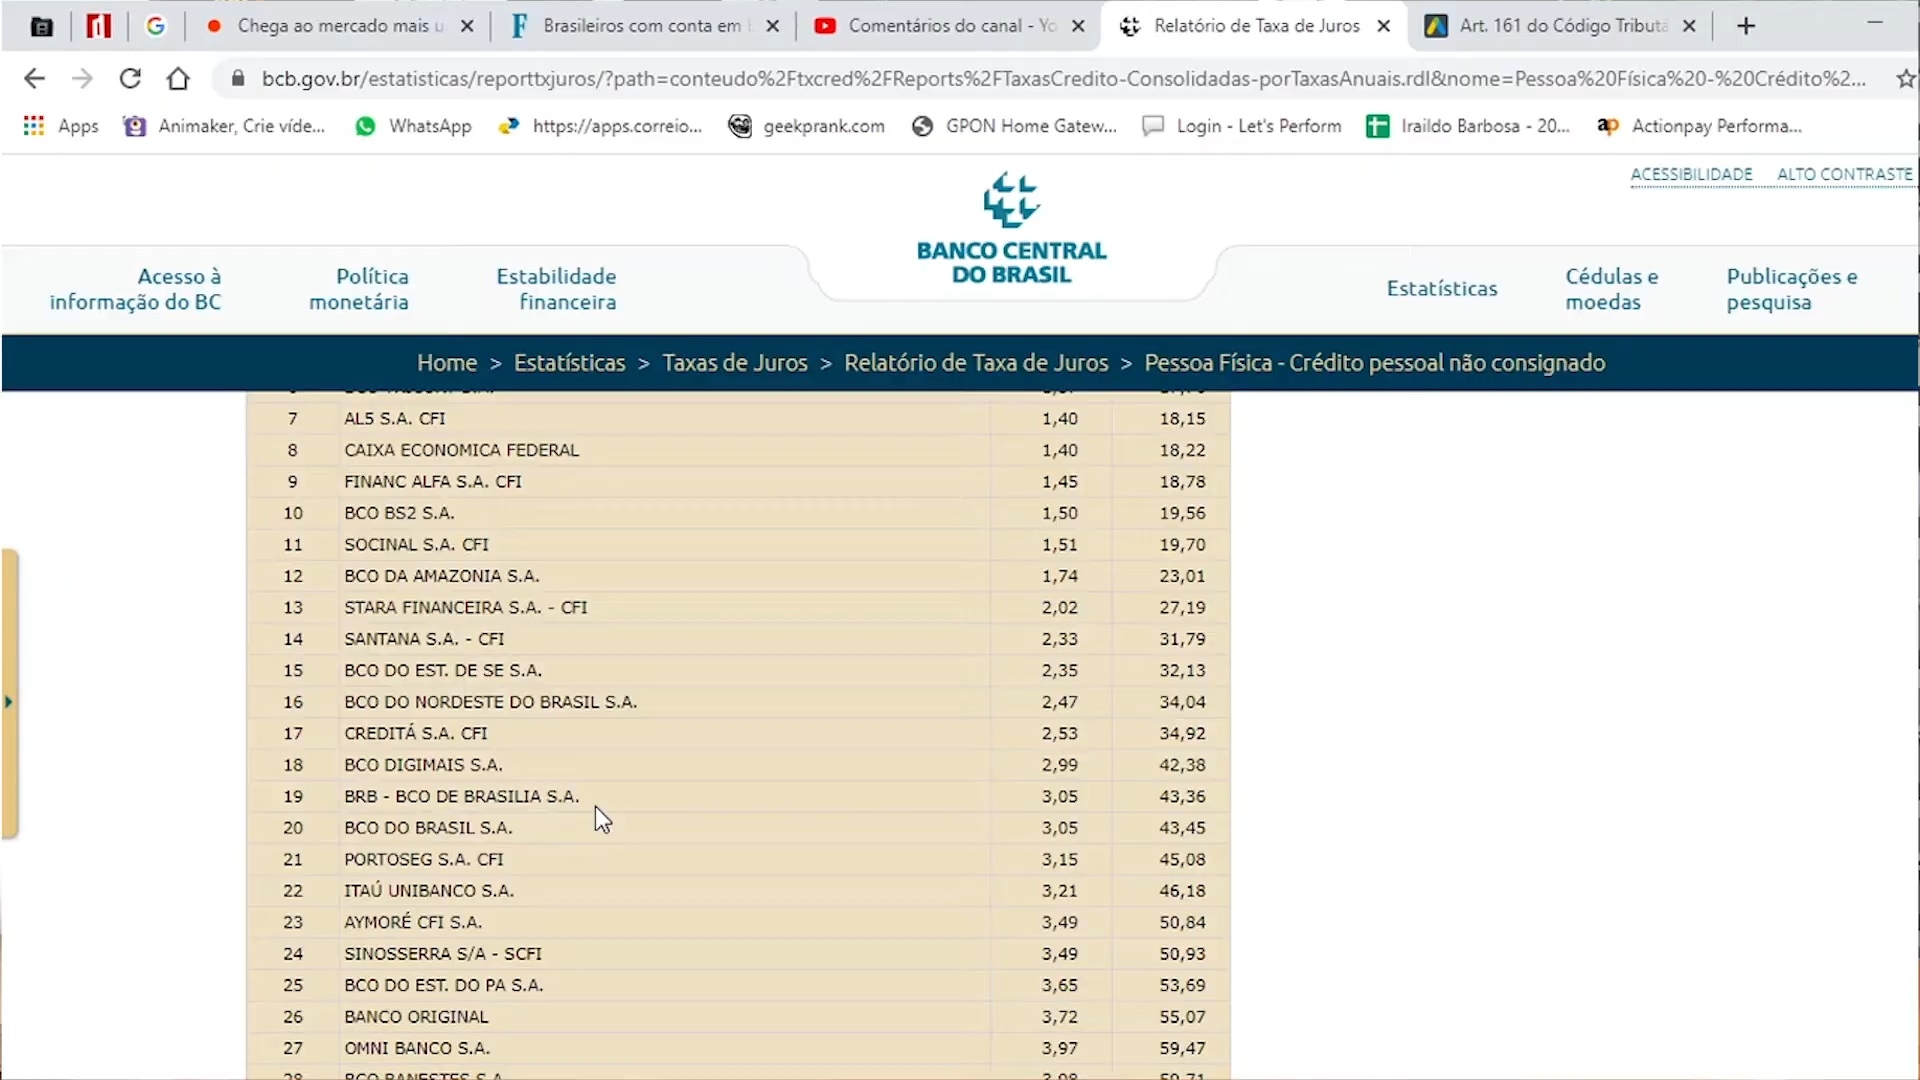 Chega ao mercado mais u
Brasileiros com conta em
Comentários do canal - Yo
Relatório de Taxa de Juros
Art. 161 do Código Tributá
bcb.gov.br/estatisticas/reporttxjuros/?path=conteudo%2Ftxcred%2FReports%2FTaxasCredito-Consolidadas-porTaxasAnuais.rdl&nome=Pessoa%20Física%20-%20Crédito%2...
Apps
Animaker, Crie víde...
WhatsApp
https://apps.correio...
geekprank.com
GPON Home Gatew...
Login - Let's Perform
Iraildo Barbosa - 20...
ap
Actionpay Performa...
ACESSIBILIDADE ALTO CONTRASTE
BANCO CENTRAL
DO BRASIL
Acesso à
informação do BC
Política
monetária
Estabilidade
financeira
Estatísticas
Cédulas e
moedas
Publicações e
pesquisa
Home > Estatísticas > Taxas de Juros > Relatório de Taxa de Juros > Pessoa Física - Crédito pessoal não consignado
7 AL5 S.A. CFI 1,40 18,15
8 CAIXA ECONOMICA FEDERAL 1,40 18,22
9 FINANC ALFA S.A. CFI 1,45 18,78
10 BCO BS2 S.A. 1,50 19,56
11 SOCINAL S.A. CFI 1,51 19,70
12 BCO DA AMAZONIA S.A. 1,74 23,01
13 STARA FINANCEIRA S.A. - CFI 2,02 27,19
14 SANTANA S.A. - CFI 2,33 31,79
15 BCO DO EST. DE SE S.A. 2,35 32,13
16 BCO DO NORDESTE DO BRASIL S.A. 2,47 34,04
17 CREDITÁ S.A. CFI 2,53 34,92
18 BCO DIGIMAIS S.A. 2,99 42,38
19 BRB - BCO DE BRASILIA S.A. 3,05 43,36
20 BCO DO BRASIL S.A. 3,05 43,45
21 PORTOSEG S.A. CFI 3,15 45,08
22 ITAÚ UNIBANCO S.A. 3,21 46,18
23 AYMORÉ CFI S.A. 3,49 50,84
24 SINOSSERRA S/A - SCFI 3,49 50,93
25 BCO DO EST. DO PA S.A. 3,65 53,69
26 BANCO ORIGINAL 3,72 55,07
27 OMNI BANCO S.A. 3,97 59,47
28 BCO BANESTES S.A. 3,98 59,71